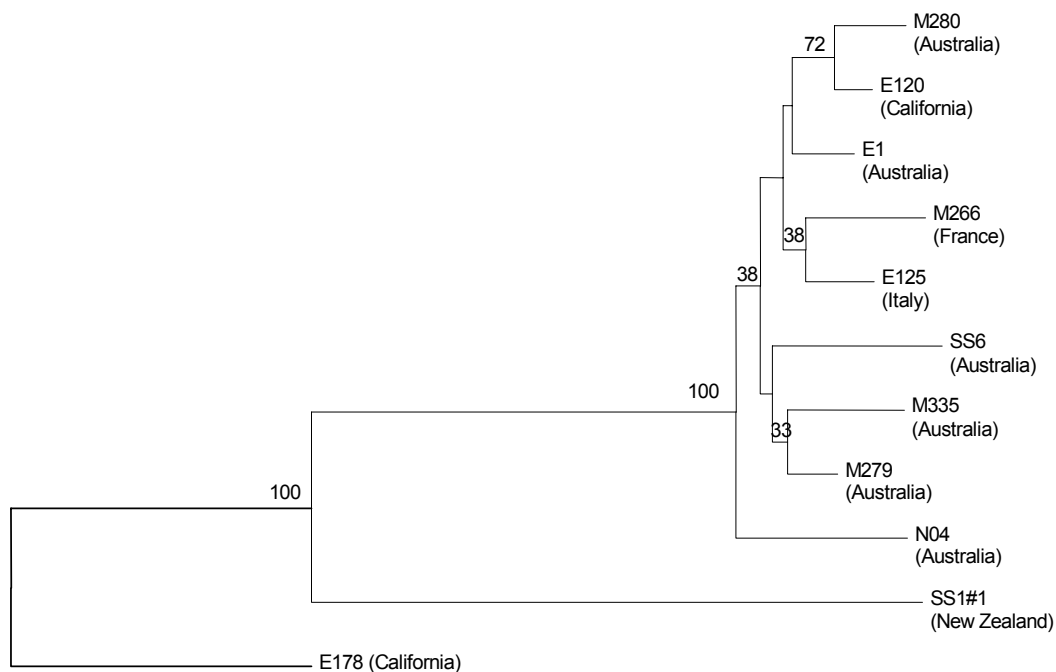 M280
(Australia)
72
E120
(California)
E1
(Australia)
M266
(France)
38
E125
(Italy)
38
SS6
(Australia)
M335
(Australia)
100
33
M279
(Australia)
100
N04
(Australia)
SS1#1
(New Zealand)
E178 (California)